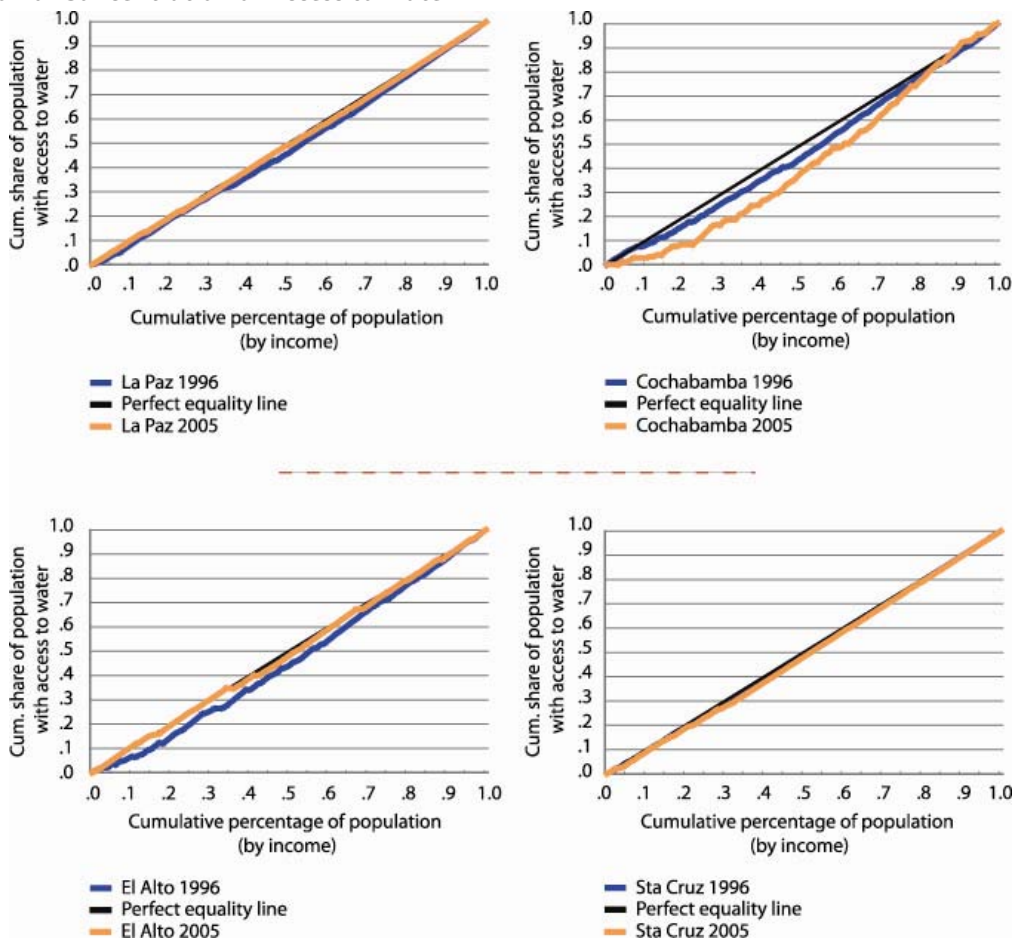 1.0
.9
.8
.7
.6
.5
.4
.3
.2
.1
.0
Cum. share of population
with access to water
.0 .1 .2 .3 .4 .5 .6 .7 .8 .9 1.0
Cumulative percentage of population
(by income)
La Paz 1996
Perfect equality line
La Paz 2005
1.0
.9
.8
.7
.6
.5
.4
.3
.2
.1
.0
Cum. share of population
with access to water
.0 .1 .2 .3 .4 .5 .6 .7 .8 .9 1.0
Cumulative percentage of population
(by income)
Cochabamba 1996
Perfect equality line
Cochabamba 2005
1.0
.9
.8
.7
.6
.5
.4
.3
.2
.1
.0
Cum. share of population
with access to water
.0 .1 .2 .3 .4 .5 .6 .7 .8 .9 1.0
Cumulative percentage of population
(by income)
El Alto 1996
Perfect equality line
El Alto 2005
1.0
.9
.8
.7
.6
.5
.4
.3
.2
.1
.0
Cum. share of population
with access to water
.0 .1 .2 .3 .4 .5 .6 .7 .8 .9 1.0
Cumulative percentage of population
(by income)
Sta Cruz 1996
Perfect equality line
Sta Cruz 2005